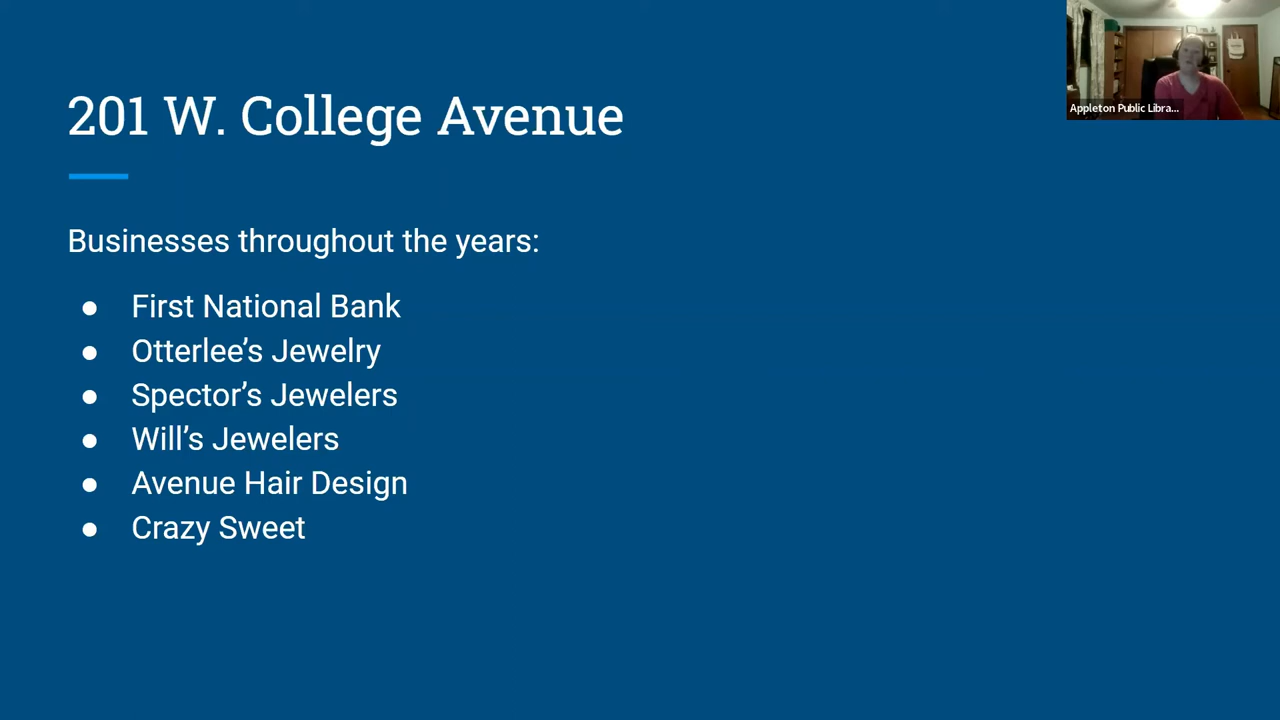 201 W. College Avenue
Appleton Public Libra...
Businesses throughout the years:
● First National Bank
● Otterlee’s Jewelry
● Spector’s Jewelers
● Will’s Jewelers
● Avenue Hair Design
● Crazy Sweet